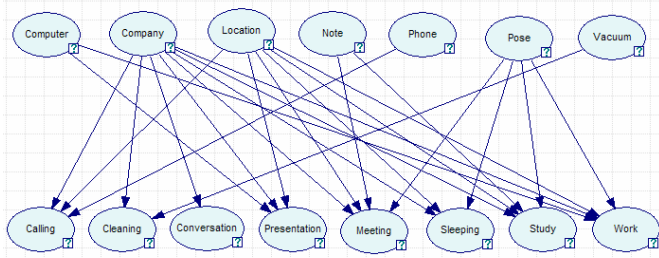 Computer
?
Company
?
Location
?
Note
?
Phone
?
Pose
?
Vacuum
?
Calling
?
Cleaning
?
Conversation
?
Presentation
?
Meeting
?
Sleeping
?
Study
?
Work
?